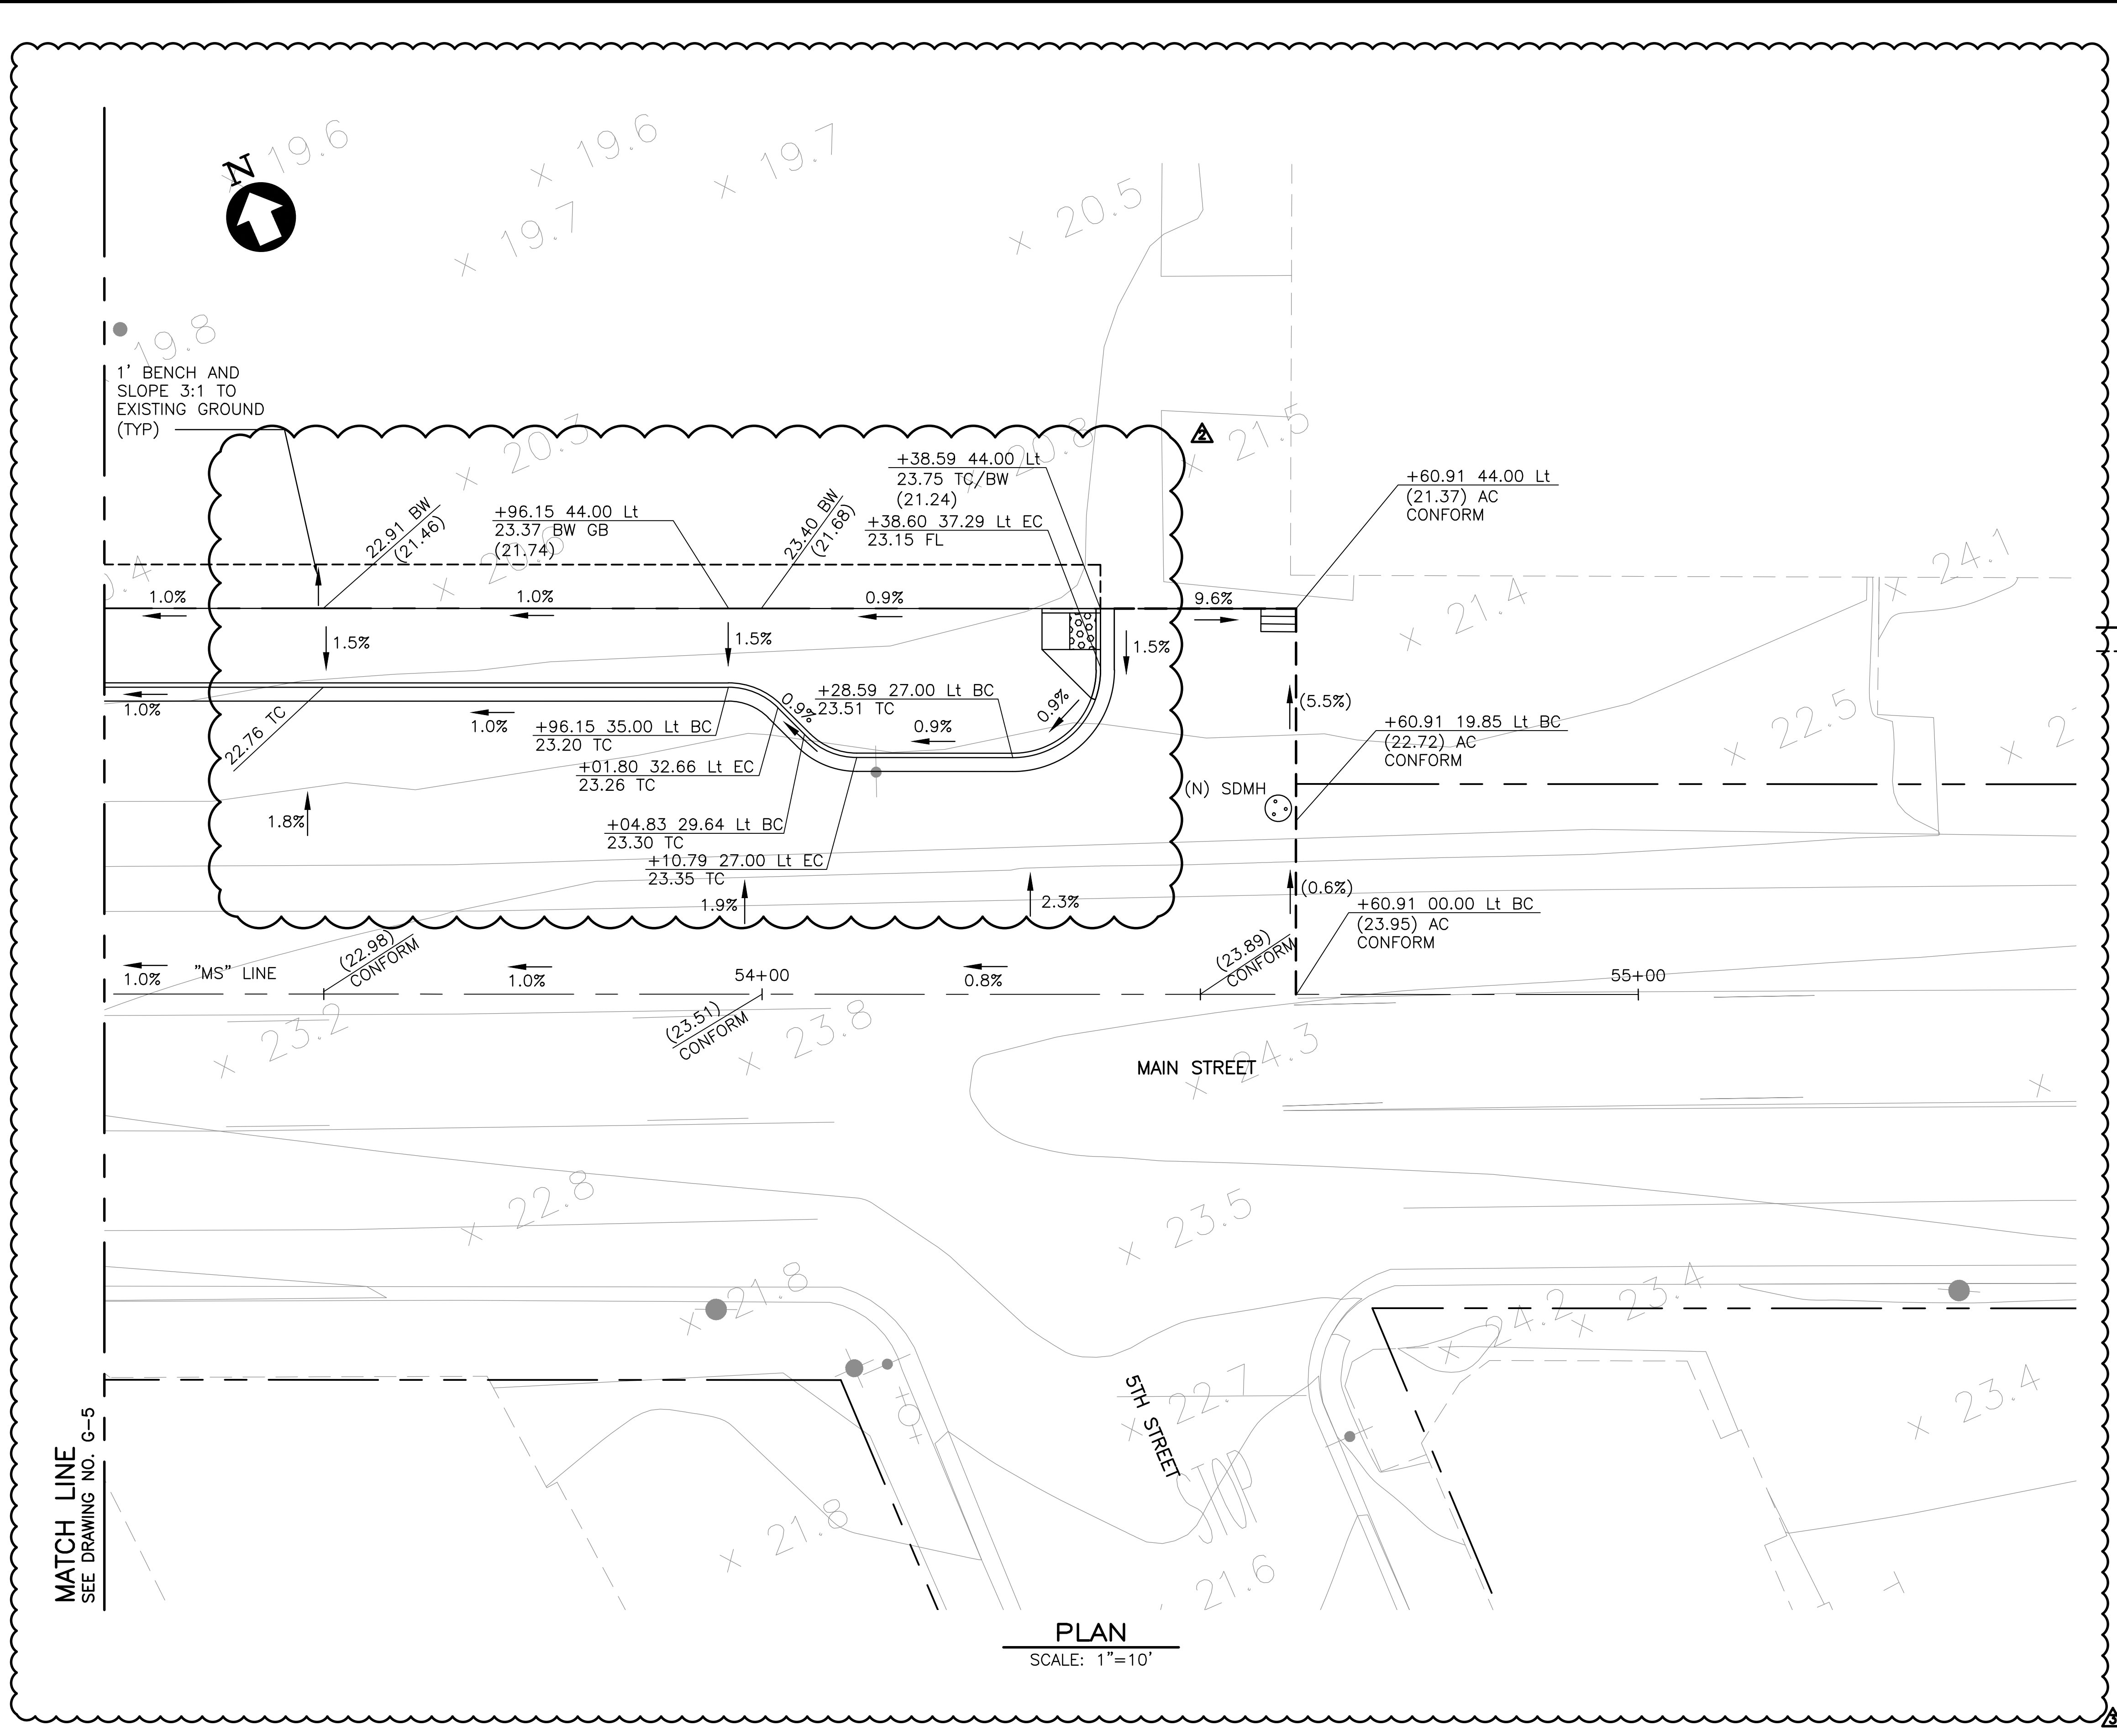 N
19.6
19.6
19.7
19.7
20.5
19.8
1' BENCH AND
SLOPE 3:1 TO
EXISTING GROUND
(TYP)
20.3
20.8
2
21.5
22.91 BW
(21.46)
+96.15 44.00 Lt
23.37 BW GB
(21.74)
23.40 BW
(21.68)
+38.59 44.00 Lt
23.75 TC/BW
(21.24)
+38.60 37.29 Lt EC
23.15 FL
+60.91 44.00 Lt
(21.37) AC
CONFORM
24.1
21.4
1.0%
1.0%
0.9%
9.6%
1.5%
1.5%
1.5%
1.0%
22.76 TC
1.0%
+96.15 35.00 Lt BC
23.20 TC
0.9%
+28.59 27.00 Lt BC
23.51 TC
0.9%
0.9%
(5.5%)
+60.91 19.85 Lt BC
(22.72) AC
CONFORM
22.5
+01.80 32.66 Lt EC
23.26 TC
(N) SDMH
1.8%
+04.83 29.64 Lt BC
23.30 TC
+10.79 27.00 Lt EC
23.35 TC
1.9%
2.3%
(0.6%)
+60.91 00.00 Lt BC
(23.95) AC
CONFORM
(22.98)
CONFORM
(23.89)
CONFORM
1.0%
"MS" LINE
1.0%
54+00
0.8%
55+00
(23.51)
CONFORM
23.2
23.8
24.3
MAIN STREET
22.8
23.5
21.8
24.2
23.4
22.7
23.4
5TH STREET
STOP
21.8
21.6
MATCH LINE
SEE DRAWING NO. G-5
PLAN
SCALE: 1"=10'
3